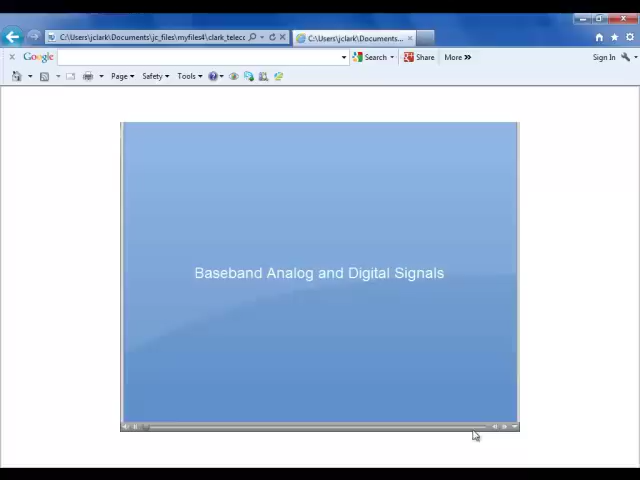 C:\Users\jclark\Documents\jc_files\myfiles4\clark_telecc
C:\Users\jclark\Documents...
Google
Search
Share
More »
Sign In
Page
Safety
Tools
Baseband Analog and Digital Signals